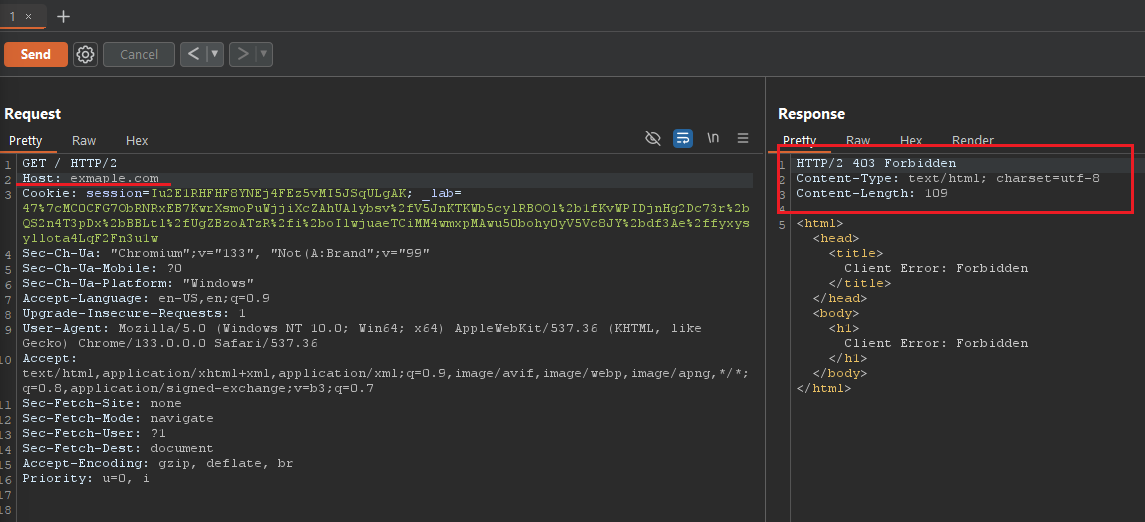 1 × +
Send Cancel < ▼ > ▼
Request
Pretty Raw Hex \n
1 GET / HTTP/2
2 Host: exmaple.com
3 Cookie: session=Iu2E1RHFHF8YNEj4FEz5vMI5JSqULgAK; _lab=
47%7cMC0CFG7ObRNRxEB7KwrXsmoPuWjjiXcZAhUAlybsv%2fV5JnKTKWb5cylRBOOl%2b1fKvWPIDjnHg2Dc73r%2b
QS2n4T3pDx%2bBBLtl%2fUgZBzoATzR%2fi%2boIlwjuaeTCiMM4wmxpMAwu50bohy0yV5Vc8JY%2bdf3Ae%2ffyxys
yllota4LqF2Fn3u1w
4 Sec-Ch-Ua: "Chromium";v="133", "Not(A:Brand";v="99"
5 Sec-Ch-Ua-Mobile: ?0
6 Sec-Ch-Ua-Platform: "Windows"
7 Accept-Language: en-US,en;q=0.9
8 Upgrade-Insecure-Requests: 1
9 User-Agent: Mozilla/5.0 (Windows NT 10.0; Win64; x64) AppleWebKit/537.36 (KHTML, like
Gecko) Chrome/133.0.0.0 Safari/537.36
10 Accept:
text/html,application/xhtml+xml,application/xml;q=0.9,image/avif,image/webp,image/apng,*/*;
q=0.8,application/signed-exchange;v=b3;q=0.7
11 Sec-Fetch-Site: none
12 Sec-Fetch-Mode: navigate
13 Sec-Fetch-User: ?1
14 Sec-Fetch-Dest: document
15 Accept-Encoding: gzip, deflate, br
16 Priority: u=0, i
17
18
Response
Pretty Raw Hex Render
1 HTTP/2 403 Forbidden
2 Content-Type: text/html; charset=utf-8
3 Content-Length: 109
4
5 <html>
<head>
<title>
Client Error: Forbidden
</title>
</head>
<body>
<h1>
Client Error: Forbidden
</h1>
</body>
</html>